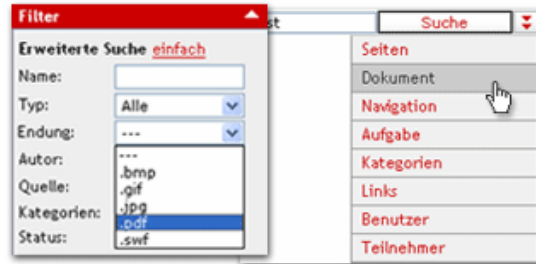 Filter
Erweiterte Suche einfach
Name:
Typ: Alle
Endung: ---
Autor:
Quelle:
Kategorien:
Status:
---
.bmp
.gif
.jpg
.pdf
.swf
st
Suche
Seiten
Dokument
Navigation
Aufgabe
Kategorien
Links
Benutzer
Teilnehmer